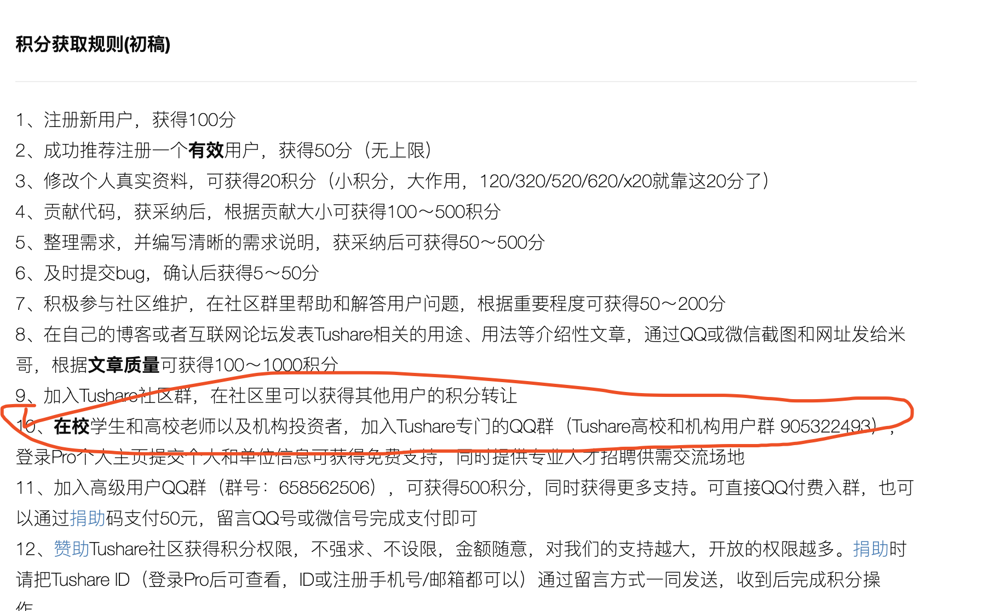 积分获取规则(初稿)
1、注册新用户，获得100分
2、成功推荐注册一个有效用户，获得50分（无上限）
3、修改个人真实资料，可获得20积分（小积分，大作用，120/320/520/620/x20就靠这20分了）
4、贡献代码，获采纳后，根据贡献大小可获得100～500积分
5、整理需求，并编写清晰的需求说明，获采纳后可获得50～500分
6、及时提交bug，确认后获得5～50分
7、积极参与社区维护，在社区群里帮助和解答用户问题，根据重要程度可获得50～200分
8、在自己的博客或者互联网论坛发表Tushare相关的用途、用法等介绍性文章，通过QQ或微信截图和网址发给米
哥，根据文章质量可获得100～1000积分
9、加入Tushare社区群，在社区里可以获得其他用户的积分转让
10、在校学生和高校老师以及机构投资者，加入Tushare专门的QQ群（Tushare高校和机构用户群 905322493），
登录Pro个人主页提交个人和单位信息可获得免费支持，同时提供专业人才招聘供需交流场地
11、加入高级用户QQ群（群号：658562506），可获得500积分，同时获得更多支持。可直接QQ付费入群，也可
以通过捐助码支付50元，留言QQ号或微信号完成支付即可
12、赞助Tushare社区获得积分权限，不强求、不设限，金额随意，对我们的支持越大，开放的权限越多。捐助时
请把Tushare ID（登录Pro后可查看，ID或注册手机号/邮箱都可以）通过留言方式一同发送，收到后完成积分操
作